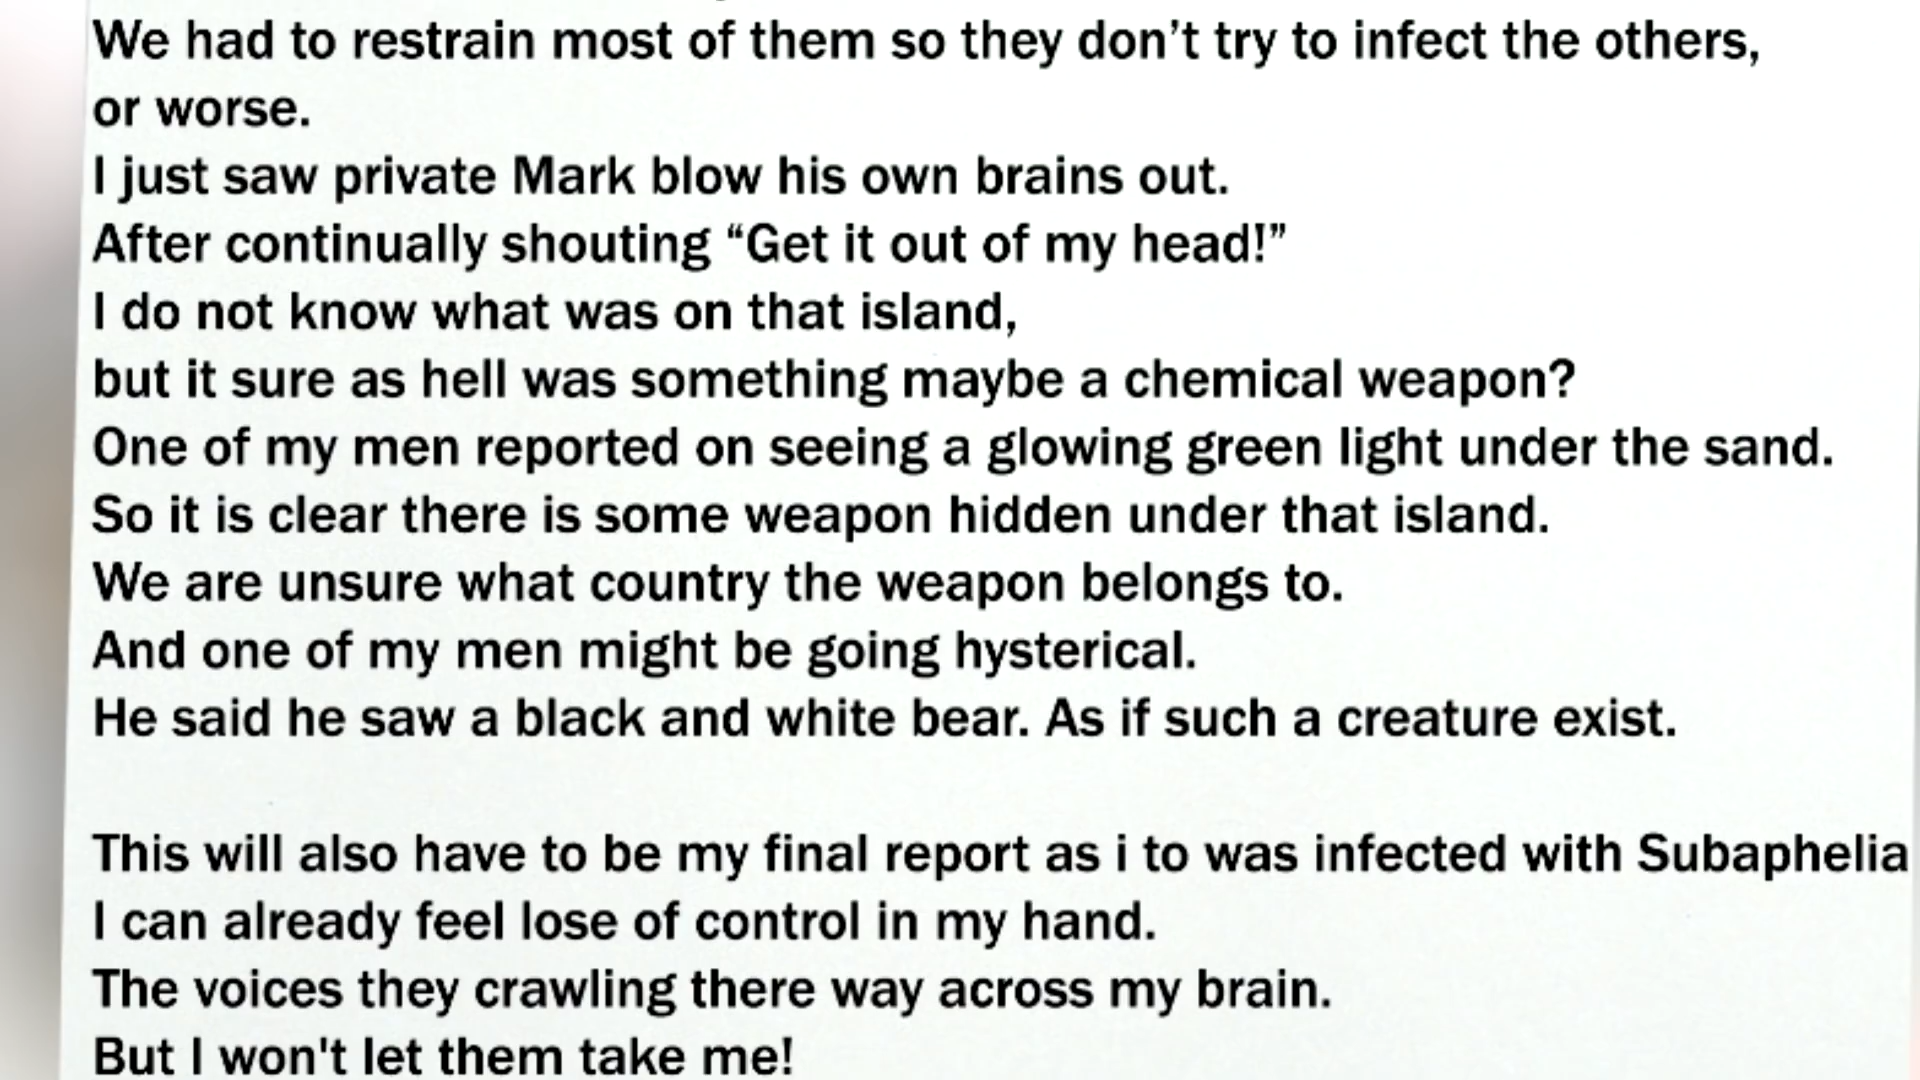 We had to restrain most of them so they don’t try to infect the others,
or worse.
I just saw private Mark blow his own brains out.
After continually shouting “Get it out of my head!”
I do not know what was on that island,
but it sure as hell was something maybe a chemical weapon?
One of my men reported on seeing a glowing green light under the sand.
So it is clear there is some weapon hidden under that island.
We are unsure what country the weapon belongs to.
And one of my men might be going hysterical.
He said he saw a black and white bear. As if such a creature exist.
This will also have to be my final report as i to was infected with Subaphelia
I can already feel lose of control in my hand.
The voices they crawling there way across my brain.
But I won't let them take me!